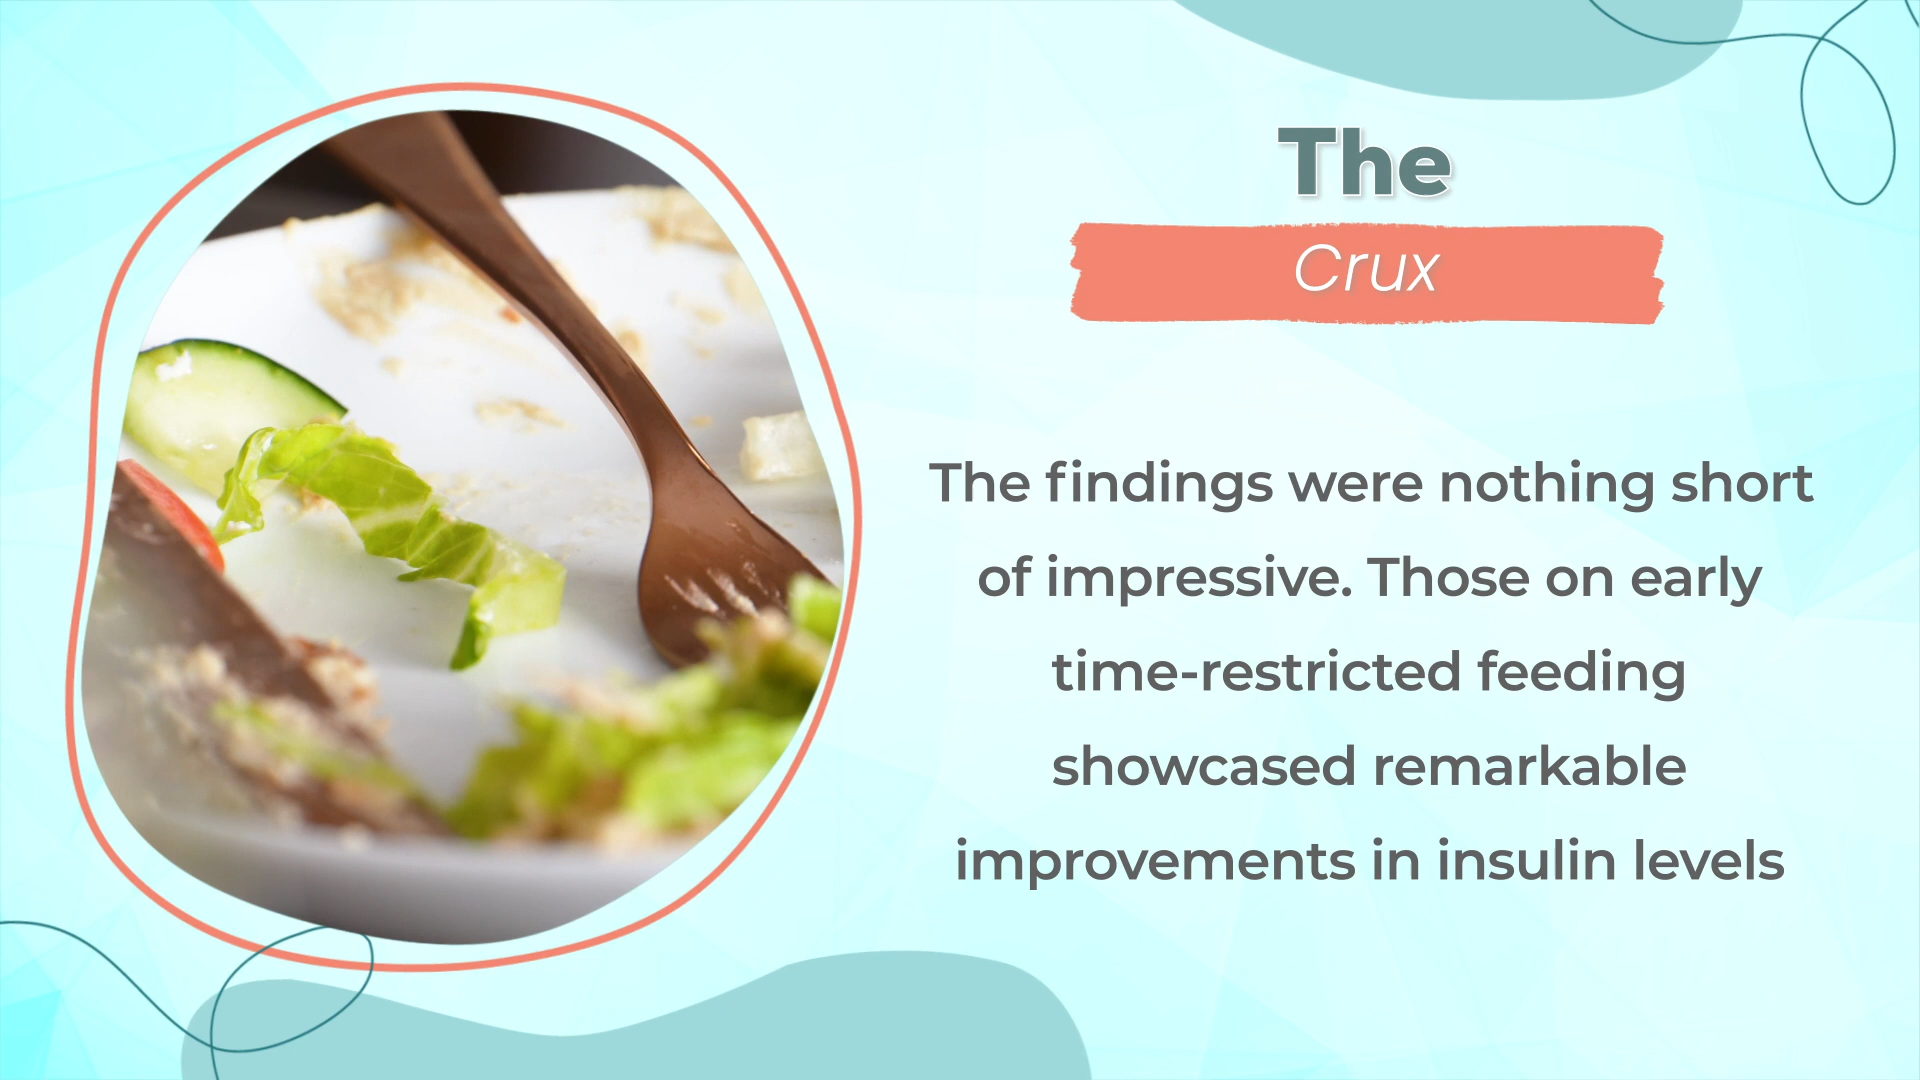 The
Crux
The findings were nothing short
of impressive. Those on early
time-restricted feeding
showcased remarkable
improvements in insulin levels